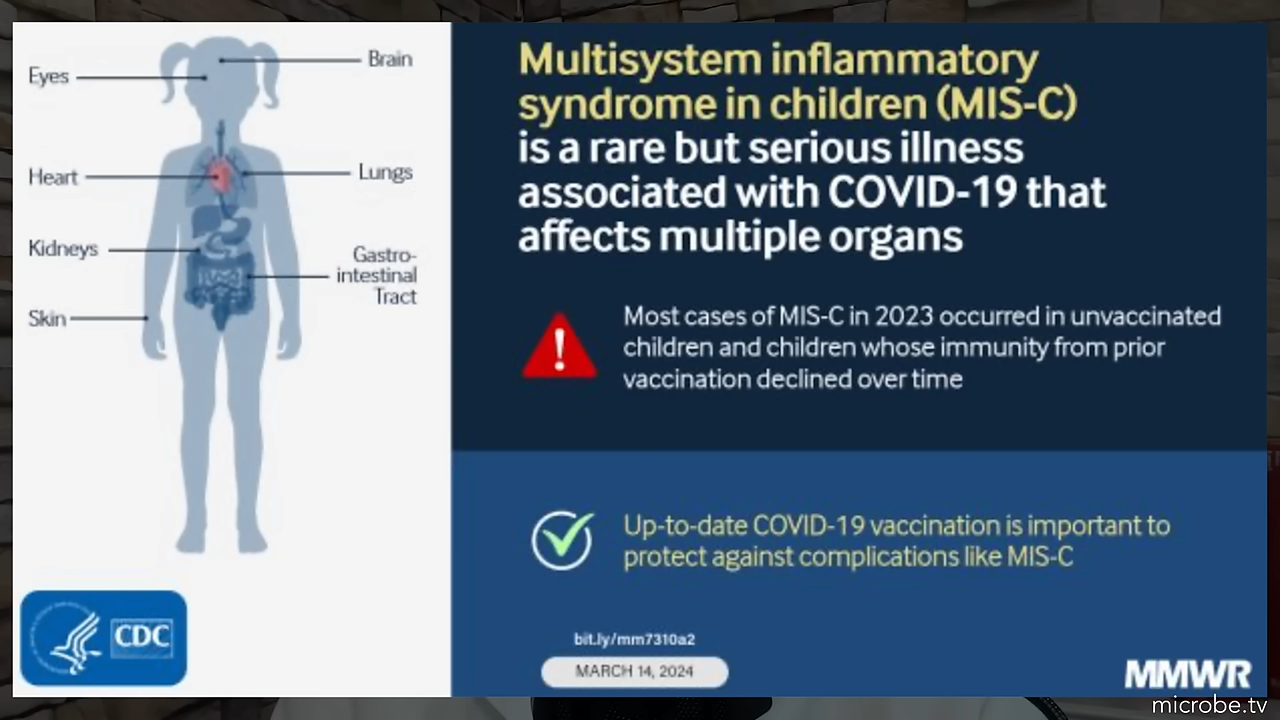 Eyes
Brain
Heart
Lungs
Kidneys
Gastro-
intestinal
Tract
Skin
CDC
Multisystem inflammatory
syndrome in children (MIS-C)
is a rare but serious illness
associated with COVID-19 that
affects multiple organs
Most cases of MIS-C in 2023 occurred in unvaccinated
children and children whose immunity from prior
vaccination declined over time
Up-to-date COVID-19 vaccination is important to
protect against complications like MIS-C
bit.ly/mm7310a2
MARCH 14, 2024
MMWR
microbe.tv